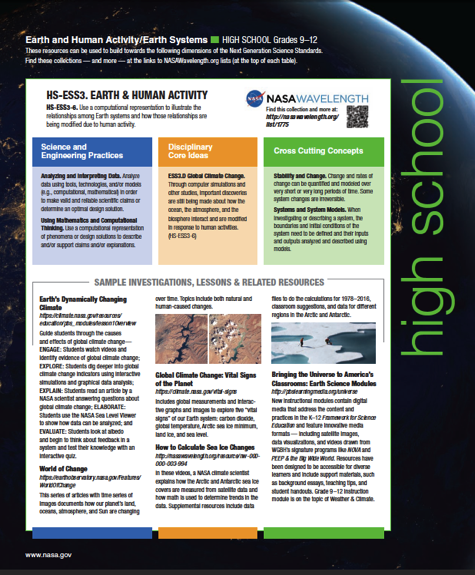 Earth and Human Activity/Earth Systems ■ HIGH SCHOOL Grades 9–12
These resources can be used to build towards the following dimensions of the Next Generation Science Standards.
Find these collections — and more — at the links to NASAWavelength.org lists (at the top of each table).
high school
HS-ESS3. EARTH & HUMAN ACTIVITY
HS-ESS3-6. Use a computational representation to illustrate the
relationships among Earth systems and how those relationships are
being modified due to human activity.
NASA
NASAWAVELENGTH
Find this collection and more at:
http://nasawavelength.org/
list/1775
Science and
Engineering Practices
Analyzing and Interpreting Data. Analyze
data using tools, technologies, and/or models
(e.g., computational, mathematical) in order
to make valid and reliable scientific claims or
determine an optimal design solution.
Using Mathematics and Computational
Thinking. Use a computational representation
of phenomena or design solutions to describe
and/or support claims and/or explanations.
Disciplinary
Core Ideas
ESS3.D Global Climate Change.
Through computer simulations and
other studies, important discoveries
are still being made about how the
ocean, the atmosphere, and the
biosphere interact and are modified
in response to human activities.
(HS-ESS3-6)
Cross Cutting Concepts
Stability and Change. Change and rates of
change can be quantified and modeled over
very short or very long periods of time. Some
system changes are irreversible.
Systems and System Models. When
investigating or describing a system, the
boundaries and initial conditions of the
system need to be defined and their inputs
and outputs analyzed and described using
models.
SAMPLE INVESTIGATIONS, LESSONS & RELATED RESOURCES
Earth's Dynamically Changing
Climate
https://climate.nasa.gov/resources/
education/pbs_modules/lesson1Overview
Guide students through the causes
and effects of global climate change—
ENGAGE: Students watch videos and
identify evidence of global climate change;
EXPLORE: Students dig deeper into global
climate change indicators using interactive
simulations and graphical data analysis;
EXPLAIN: Students read an article by a
NASA scientist answering questions about
global climate change; ELABORATE:
Students use the NASA Sea Level Viewer
to show how data can be analyzed; and
EVALUATE: Students look at albedo
and begin to think about feedback in a
system and test their knowledge with an
interactive quiz.
World of Change
https://earthobservatory.nasa.gov/Features/
WorldOfChange
This series of articles with time series of
images documents how our planet's land,
oceans, atmosphere, and Sun are changing
over time. Topics include both natural and
human-caused changes.
Global Climate Change: Vital Signs
of the Planet
https://climate.nasa.gov/vital-signs
Includes global measurements and interac-
tive graphs and images to explore the "vital
signs" of our Earth system: carbon dioxide,
global temperature, Arctic sea ice minimum,
land ice, and sea level.
How to Calculate Sea Ice Changes
http://nasawavelength.org/resource/nw-000-
000-003-994
In these videos, a NASA climate scientist
explains how the Arctic and Antarctic sea ice
covers are measured from satellite data and
how math is used to determine trends in the
data. Supplemental resources include data
files to do the calculations for 1978–2016,
classroom suggestions, and data for different
regions in the Arctic and Antarctic.
Bringing the Universe to America's
Classrooms: Earth Science Modules
http://pbslearningmedia.org/universe
New instructional modules contain digital
media that address the content and
practices in the K–12 Framework for Science
Education and feature innovative media
formats — including satellite images,
data visualizations, and videos drawn from
WGBH's signature programs like NOVA and
PEEP & the Big Wide World. Resources have
been designed to be accessible for diverse
learners and include support materials, such
as background essays, teaching tips, and
student handouts. Grade 9–12 instruction
module is on the topic of Weather & Climate.
www.nasa.gov